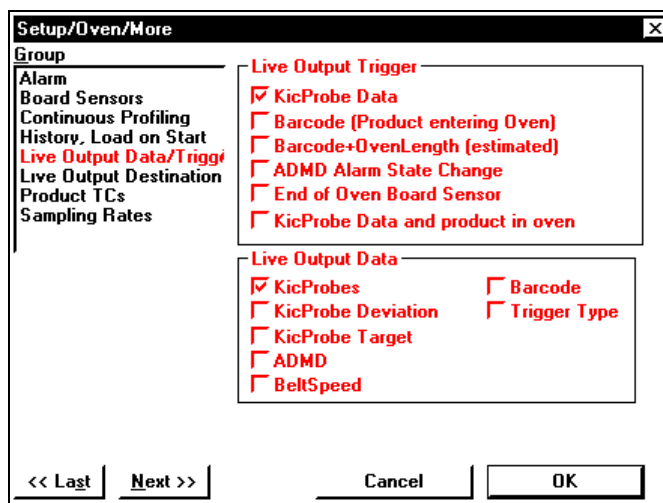 Setup/Oven/More
Group
Alarm
Board Sensors
Continuous Profiling
History, Load on Start
Live Output Data/Trigge
Live Output Destination
Product TCs
Sampling Rates
Live Output Trigger
KicProbe Data
Barcode (Product entering Oven)
Barcode+OvenLength (estimated)
ADMD Alarm State Change
End of Oven Board Sensor
KicProbe Data and product in oven
Live Output Data
KicProbes
Barcode
KicProbe Deviation
Trigger Type
KicProbe Target
ADMD
BeltSpeed
<< Last
Next >>
Cancel
OK